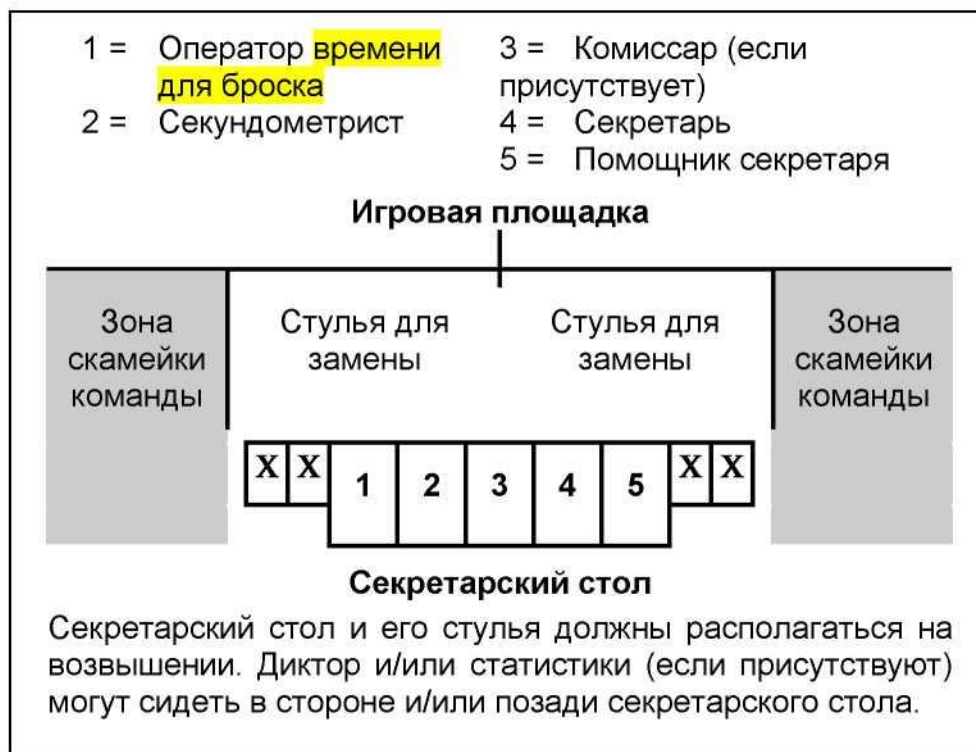 1 = Оператор времени
для броска
2 = Секундометрист
3 = Комиссар (если
присутствует)
4 = Секретарь
5 = Помощник секретаря
Игровая площадка
Зона
скамейки
команды
Стулья для
замены
Стулья для
замены
Зона
скамейки
команды
X X 1 2 3 4 5 X X
Секретарский стол
Секретарский стол и его стулья должны располагаться на
возвышении. Диктор и/или статистики (если присутствуют)
могут сидеть в стороне и/или позади секретарского стола.